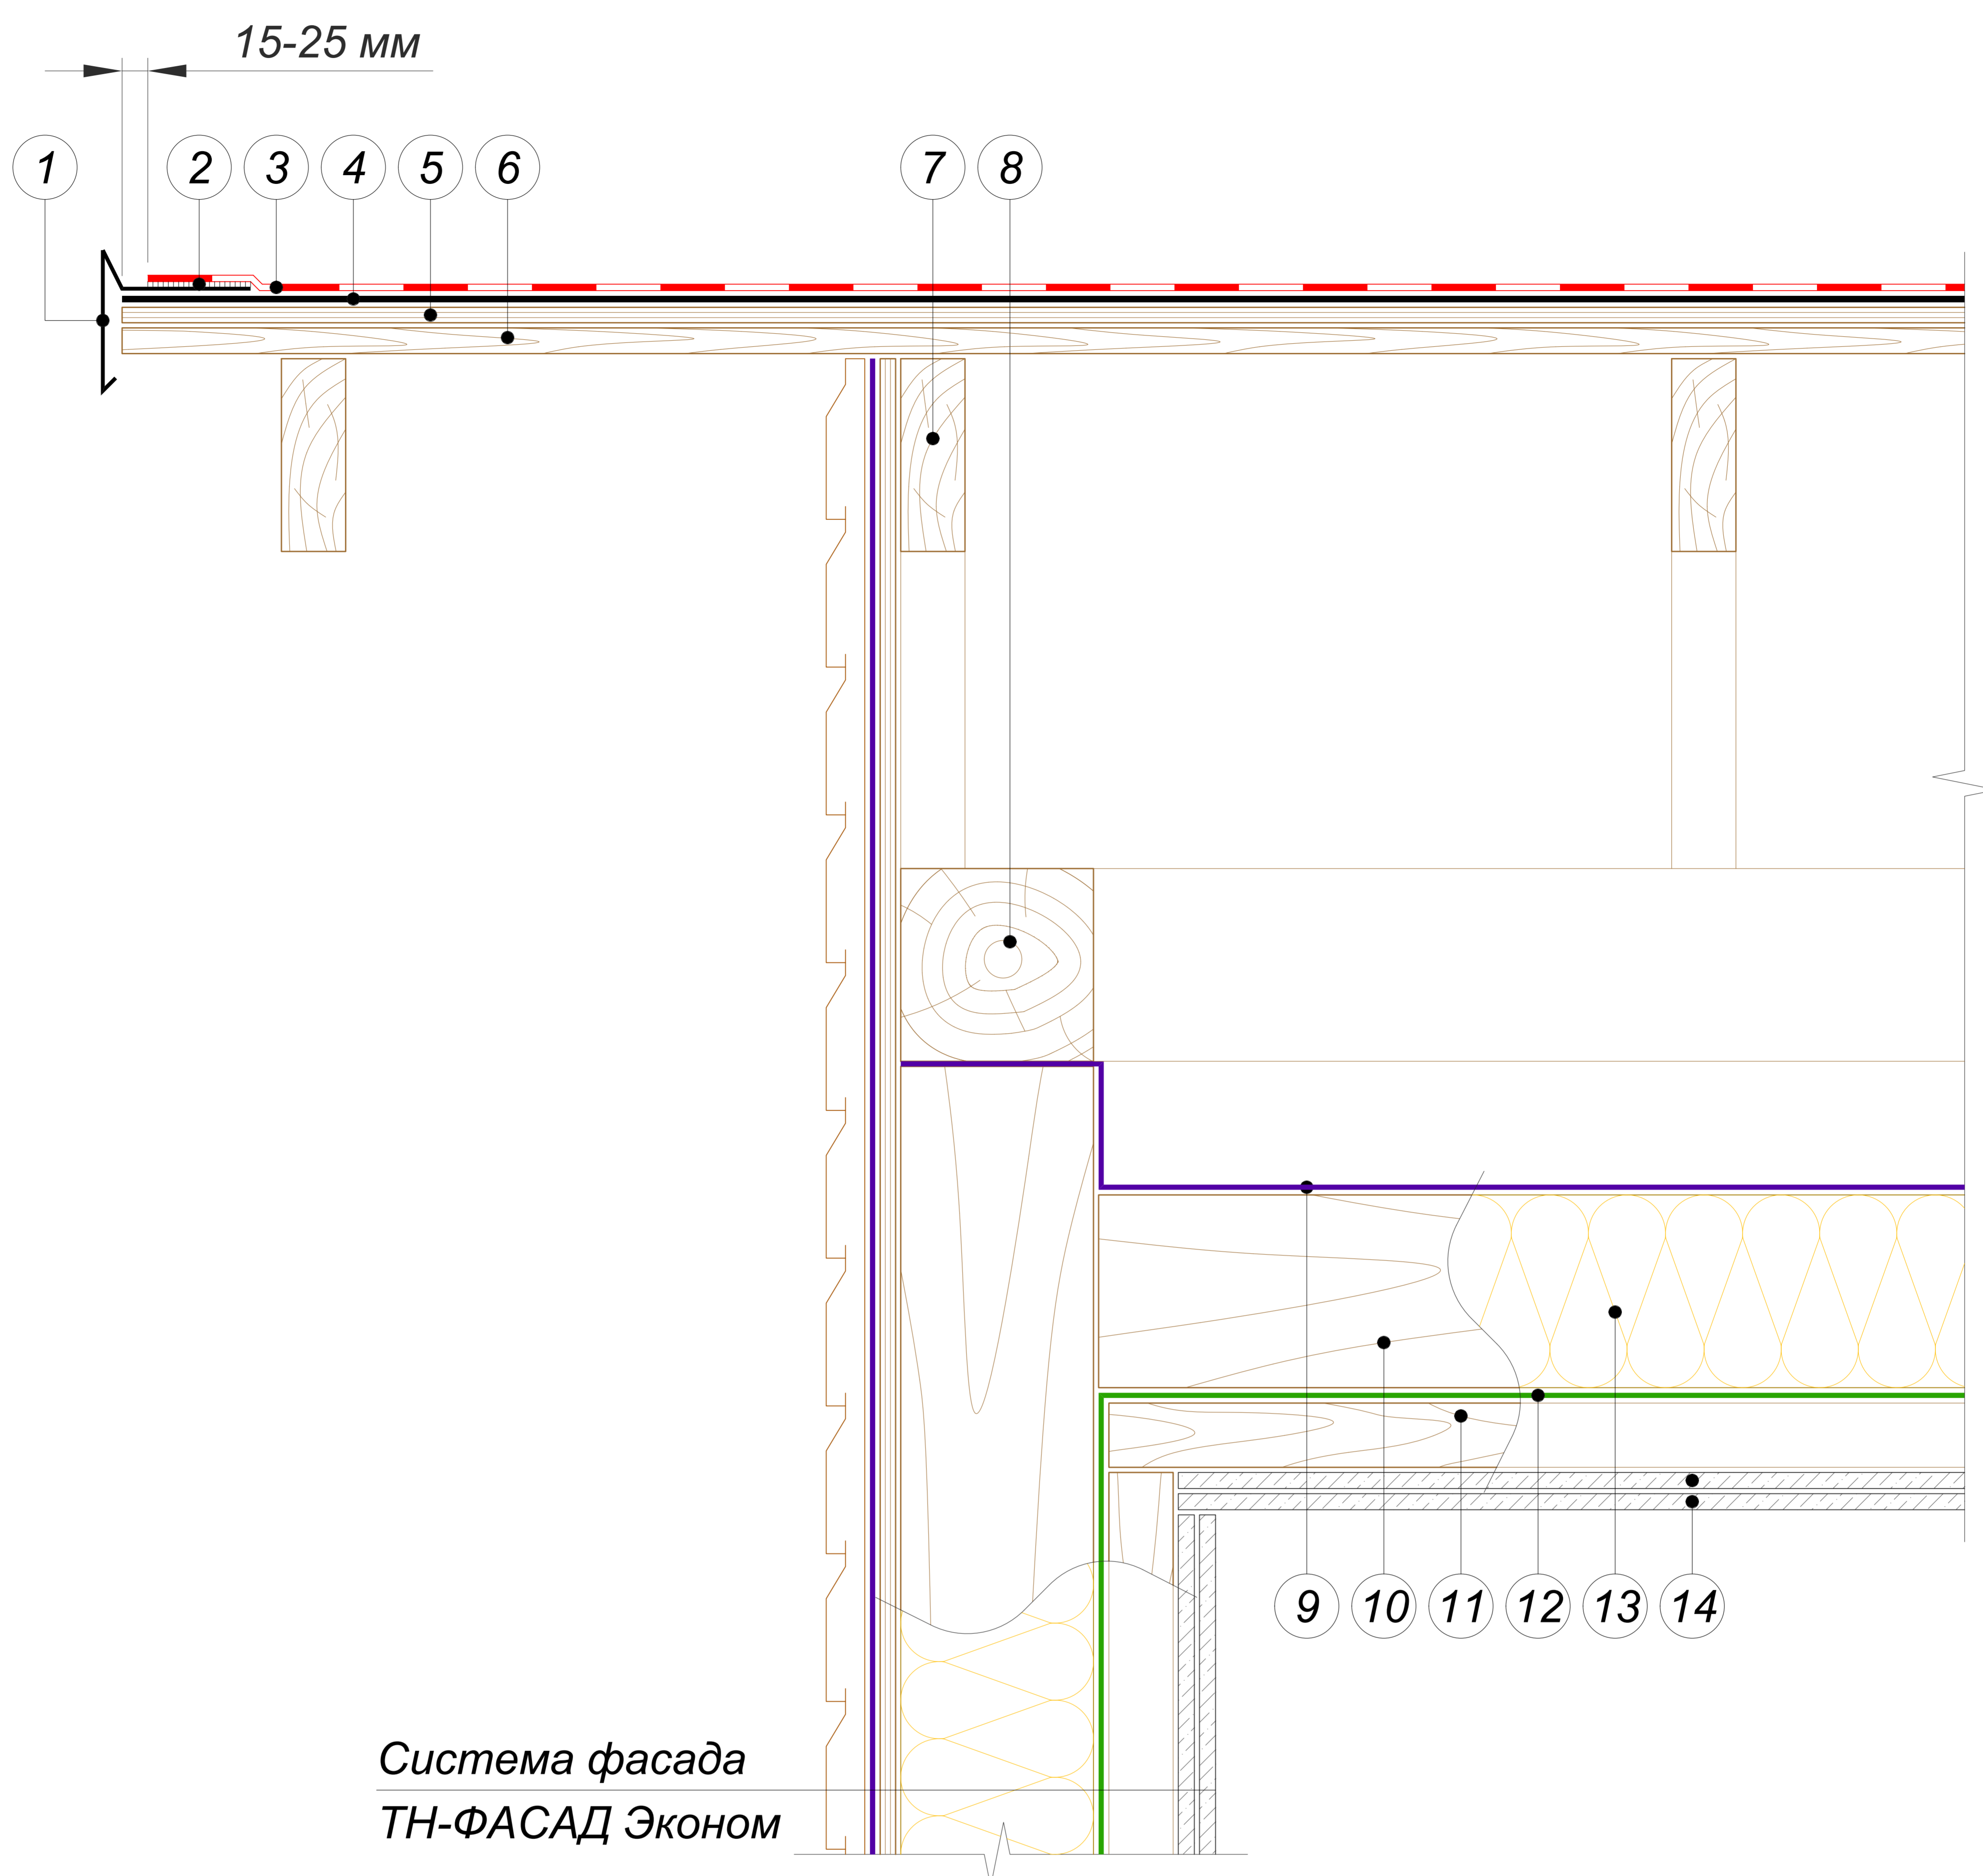 15-25 мм
1 2 3 4 5 6 7 8
9 10 11 12 13 14
Система фасада
ТН-ФАСАД Эконом